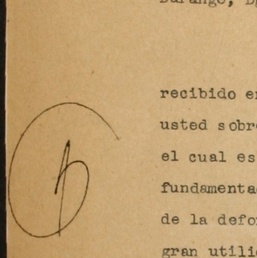 Durango, D
recibido e
usted sobr
el cual es
fundamenta
de la defo
gran utili